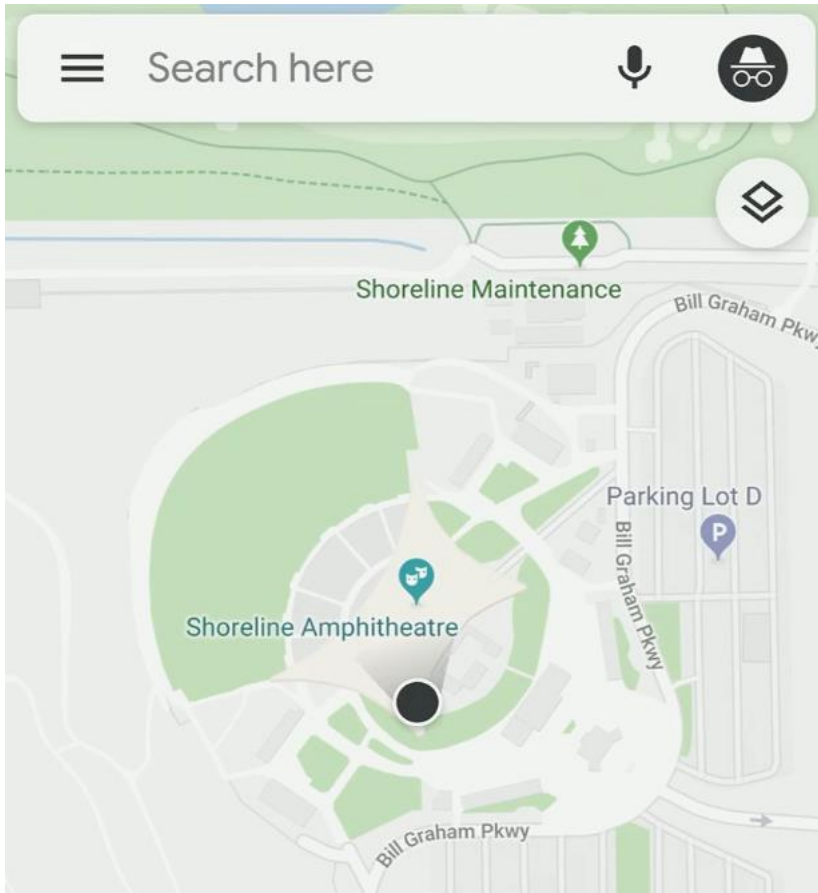 Search here
Shoreline Maintenance
Bill Graham Pkwy
Parking Lot D
P
Bill Graham Pkwy
Shoreline Amphitheatre
Bill Graham Pkwy